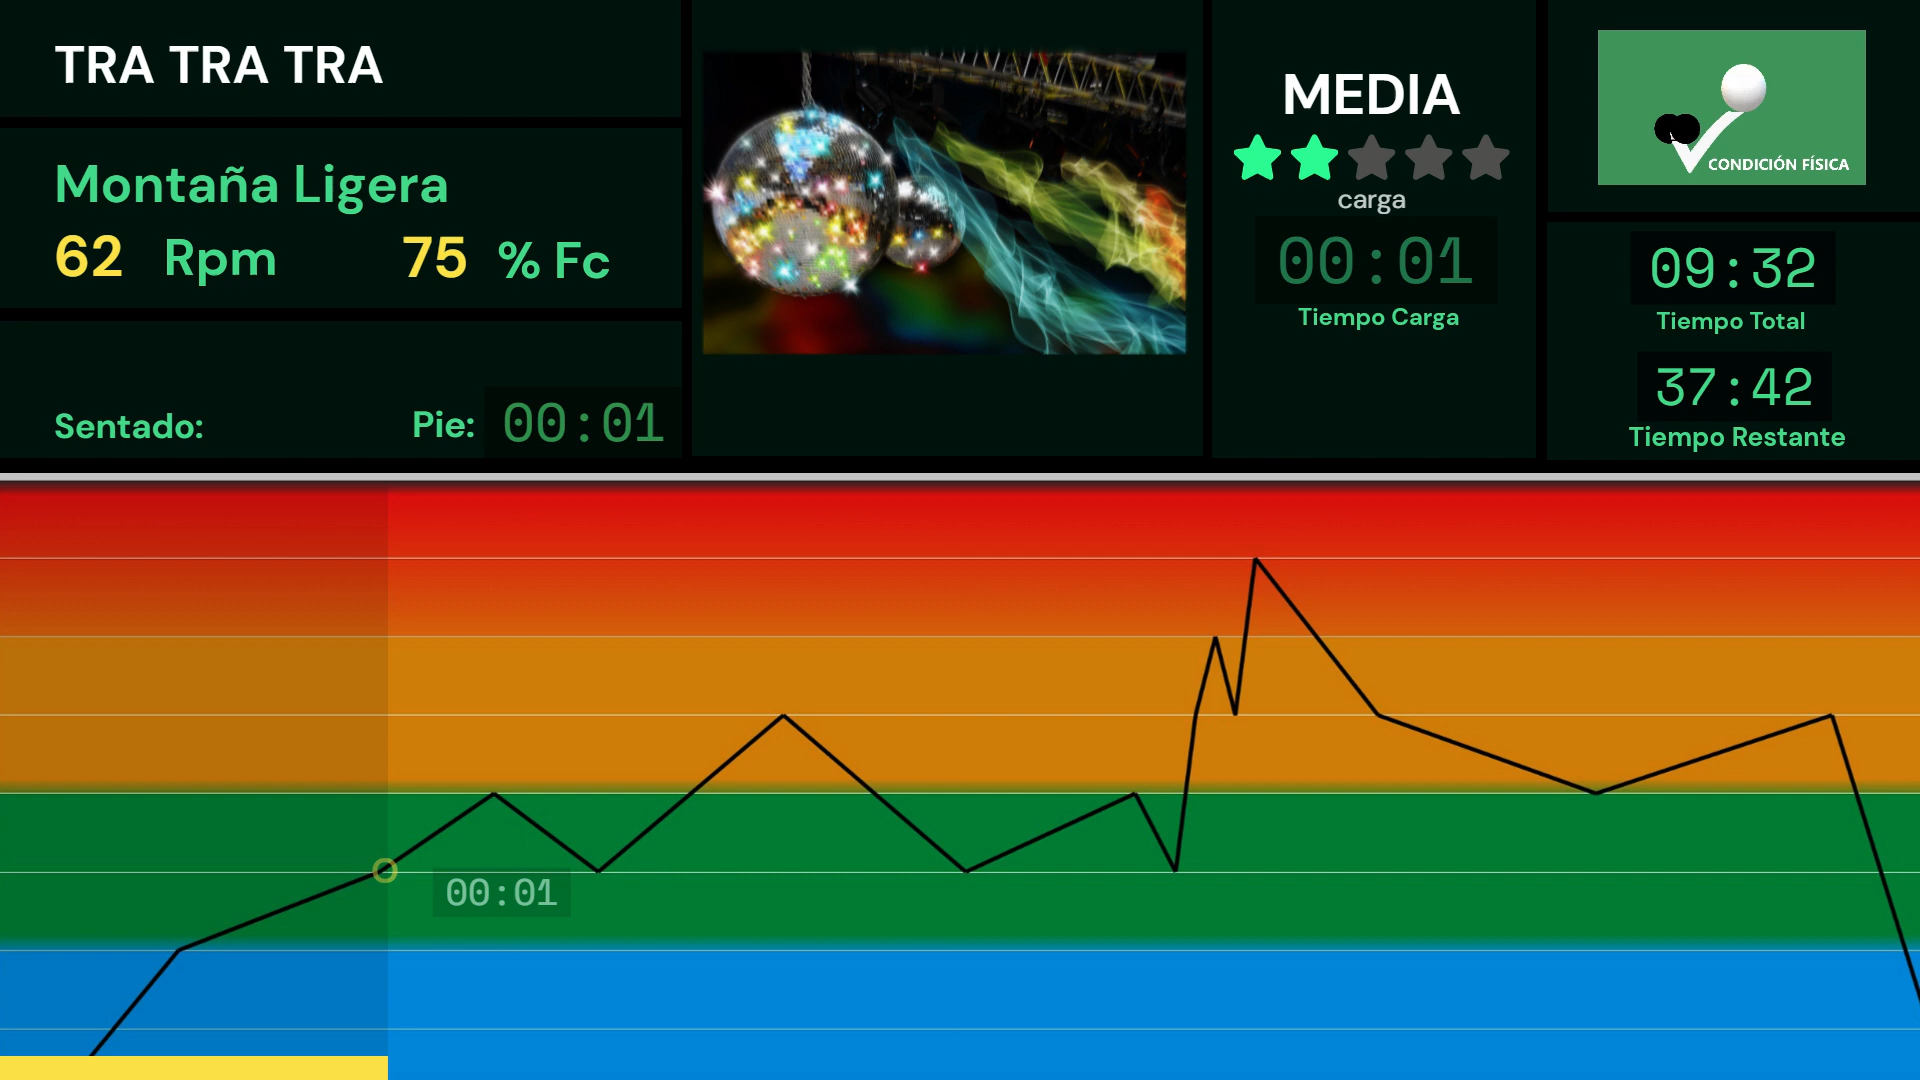 TRA TRA TRA
Montaña Ligera
62 Rpm 75 % Fc
Sentado: Pie: 00:01
MEDIA
carga
00:01
Tiempo Carga
CONDICIÓN FÍSICA
09:32
Tiempo Total
37:42
Tiempo Restante
00:01